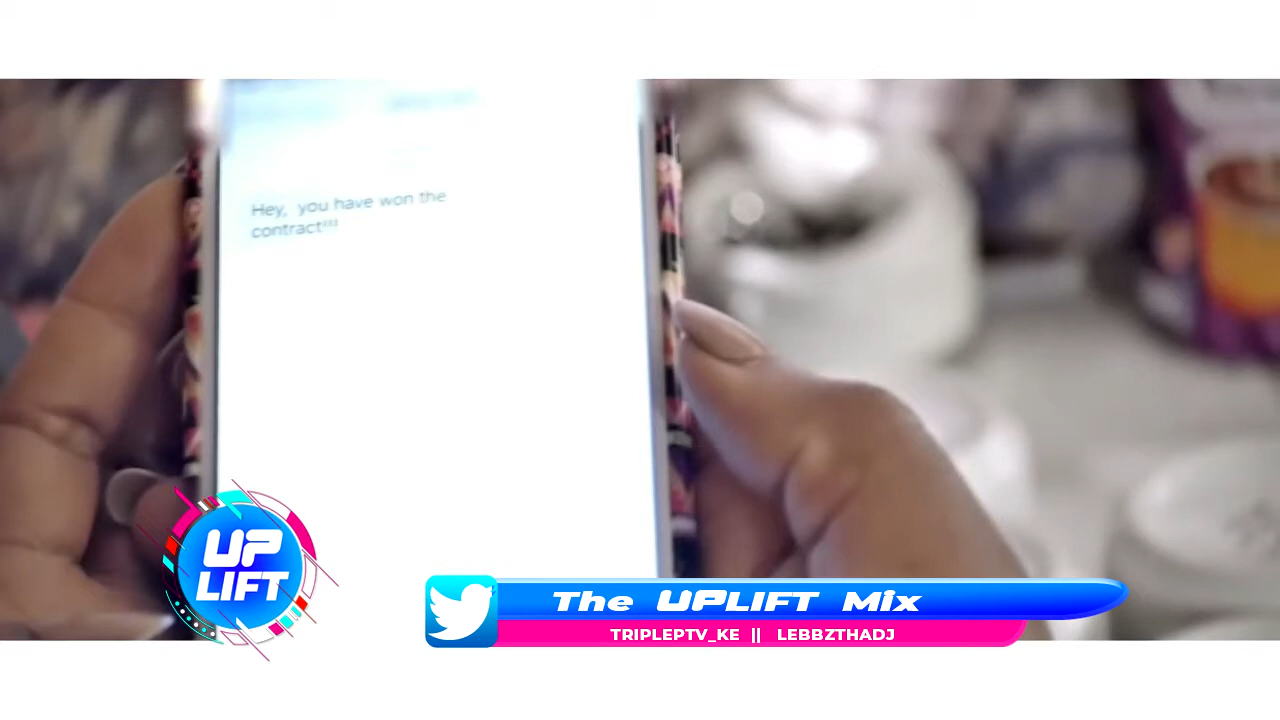 Hey, you have won the
contract!!!
UP
LIFT
The UPLIFT Mix
TRIPLEPTV_KE || LEBBZTHADJ